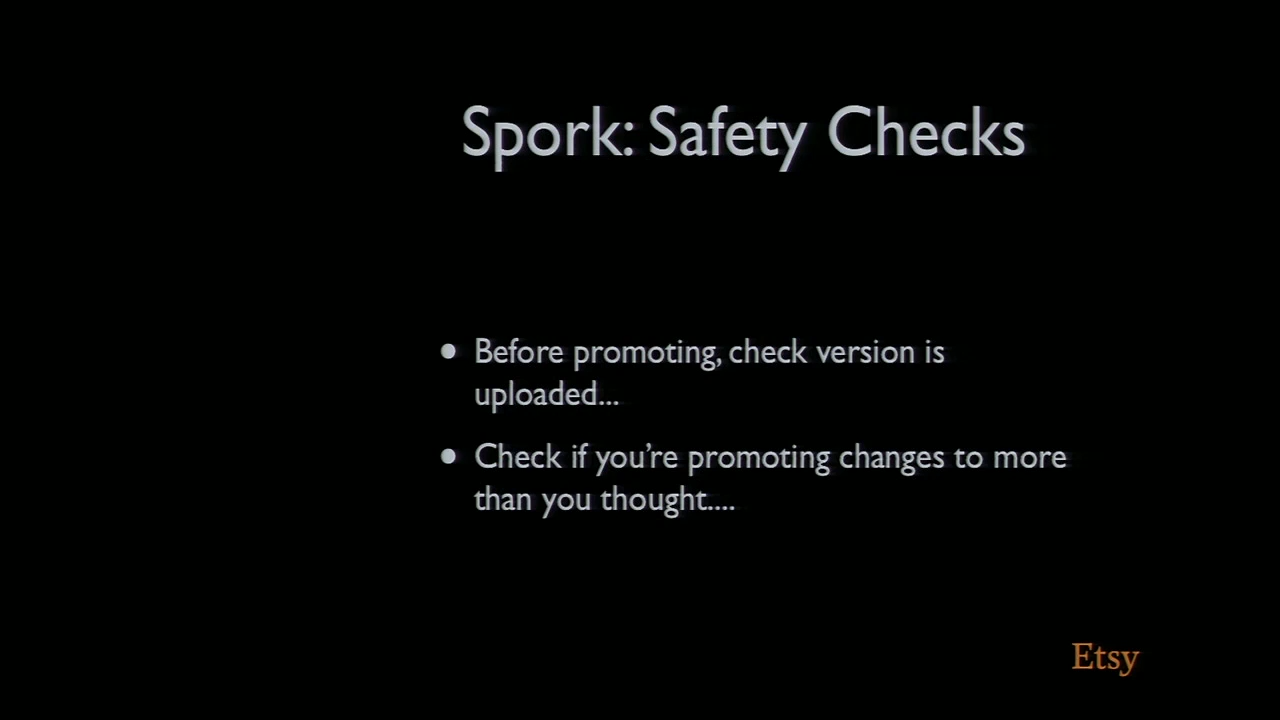 Spork: Safety Checks
• Before promoting, check version is
uploaded...
• Check if you’re promoting changes to more
than you thought....
Etsy